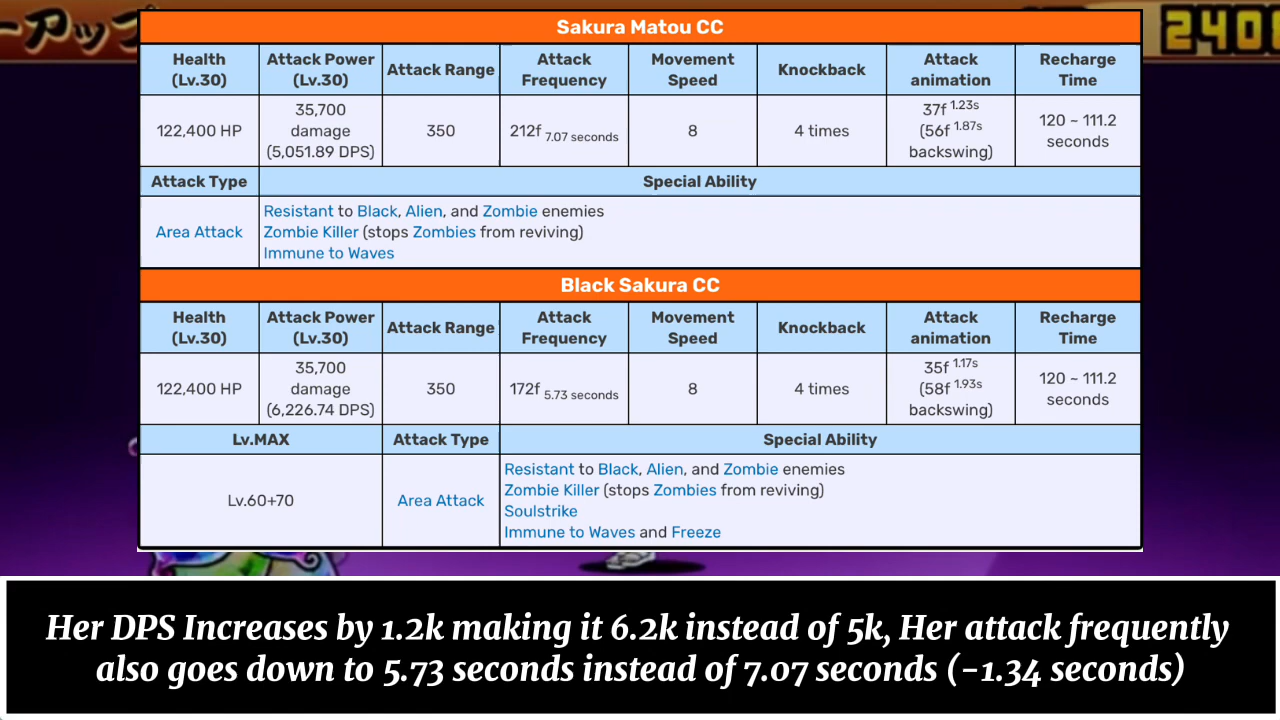 ーアップ
240
Sakura Matou CC
Health (Lv.30) Attack Power (Lv.30) Attack Range Attack Frequency Movement Speed Knockback Attack animation Recharge Time
122,400 HP 35,700 damage (5,051.89 DPS) 350 212f 7.07 seconds 8 4 times 37f 1.23s (56f 1.87s backswing) 120 ~ 111.2 seconds
Attack Type Special Ability
Area Attack
Resistant to Black, Alien, and Zombie enemies
Zombie Killer (stops Zombies from reviving)
Immune to Waves
Black Sakura CC
Health (Lv.30) Attack Power (Lv.30) Attack Range Attack Frequency Movement Speed Knockback Attack animation Recharge Time
122,400 HP 35,700 damage (6,226.74 DPS) 350 172f 5.73 seconds 8 4 times 35f 1.17s (58f 1.93s backswing) 120 ~ 111.2 seconds
Lv.MAX Attack Type Special Ability
Lv.60+70 Area Attack
Resistant to Black, Alien, and Zombie enemies
Zombie Killer (stops Zombies from reviving)
Soulstrike
Immune to Waves and Freeze
Her DPS Increases by 1.2k making it 6.2k instead of 5k, Her attack frequently
also goes down to 5.73 seconds instead of 7.07 seconds (-1.34 seconds)